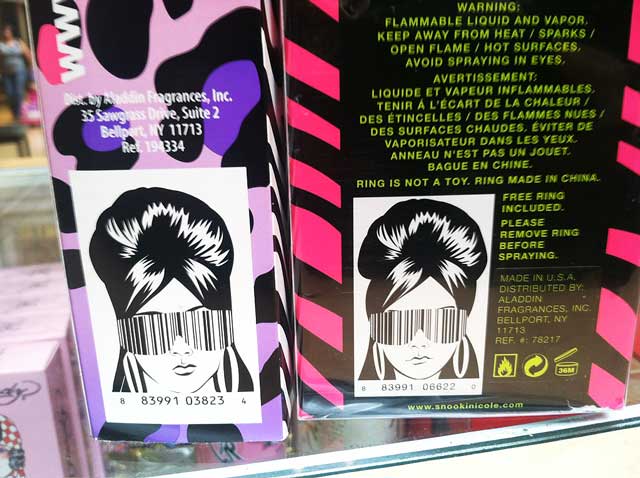 WWW
Dist. by Aladdin Fragrances, Inc.
35 Sawgrass Drive, Suite 2
Bellport, NY 11713
Ref. 194334
8 83991 03823 4
WARNING:
FLAMMABLE LIQUID AND VAPOR.
KEEP AWAY FROM HEAT / SPARKS /
OPEN FLAME / HOT SURFACES.
AVOID SPRAYING IN EYES.
AVERTISSEMENT:
LIQUIDE ET VAPEUR INFLAMMABLES.
TENIR À L'ÉCART DE LA CHALEUR /
DES ÉTINCELLES / DES FLAMMES NUES /
DES SURFACES CHAUDES. ÉVITER DE
VAPORISATEUR DANS LES YEUX.
ANNEAU N'EST PAS UN JOUET.
BAGUE EN CHINE.
RING IS NOT A TOY. RING MADE IN CHINA.
FREE RING
INCLUDED.
PLEASE
REMOVE RING
BEFORE
SPRAYING.
MADE IN U.S.A.
DISTRIBUTED BY:
ALADDIN
FRAGRANCES, INC.
BELLPORT, NY
11713
REF. #: 78217
36M
8 83991 06622 0
www.snookinicole.com